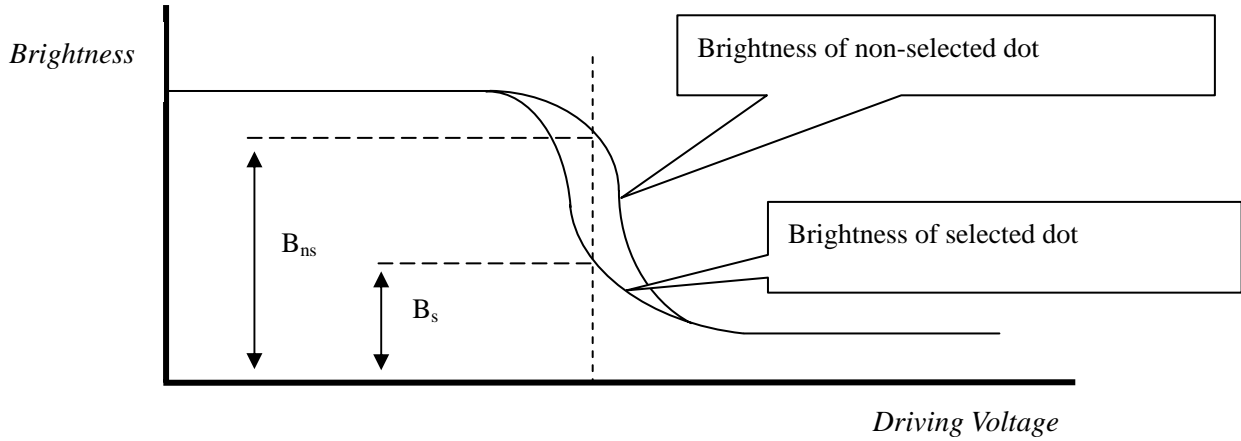 Brightness
Brightness of non-selected dot
Brightness of selected dot
Bns
Bs
Driving Voltage